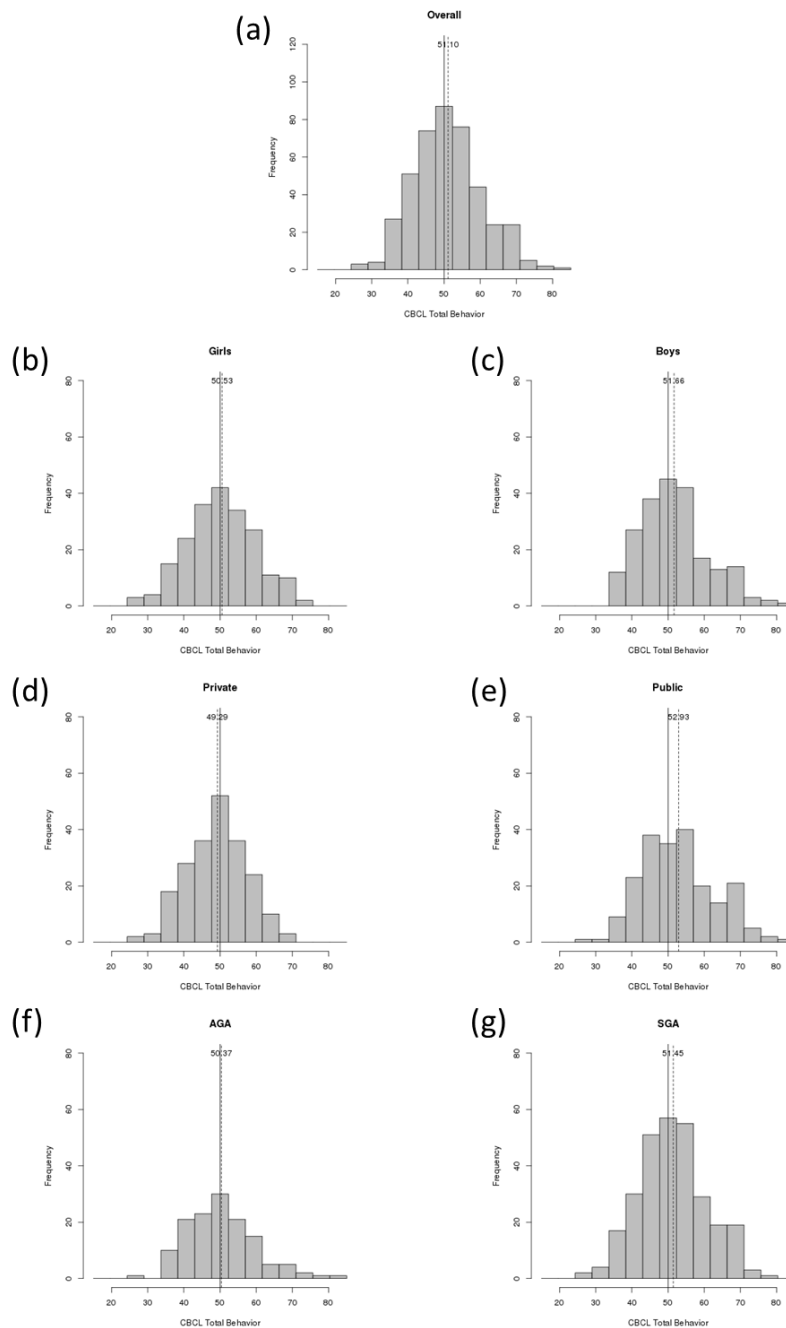 (a)
Overall
51.10
120
100
80
60
40
20
0
Frequency
20 30 40 50 60 70 80
CBCL Total Behavior
(b)
Girls
50.53
80
60
40
20
0
Frequency
20 30 40 50 60 70 80
CBCL Total Behavior
(c)
Boys
51.66
80
60
40
20
0
Frequency
20 30 40 50 60 70 80
CBCL Total Behavior
(d)
Private
49.29
80
60
40
20
0
Frequency
20 30 40 50 60 70 80
CBCL Total Behavior
(e)
Public
52.93
80
60
40
20
0
Frequency
20 30 40 50 60 70 80
CBCL Total Behavior
(f)
AGA
50.37
80
60
40
20
0
Frequency
20 30 40 50 60 70 80
CBCL Total Behavior
(g)
SGA
51.45
80
60
40
20
0
Frequency
20 30 40 50 60 70 80
CBCL Total Behavior